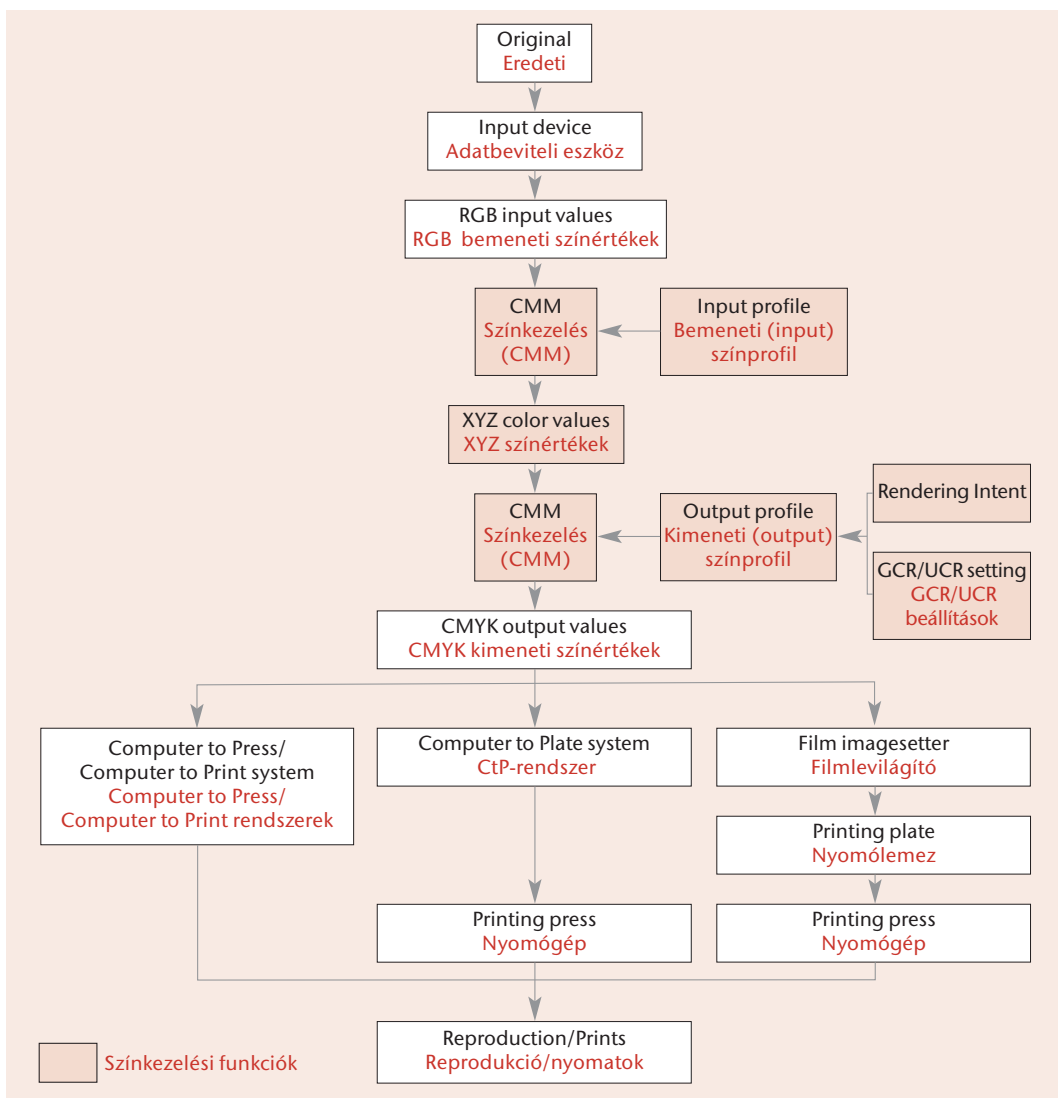 Original
Eredeti
Input device
Adatbeviteli eszköz
RGB input values
RGB bemeneti színértékek
CMM
Színkezelés
(CMM)
Input profile
Bemeneti (input)
színprofil
XYZ color values
XYZ színértékek
CMM
Színkezelés
(CMM)
Output profile
Kimeneti (output)
színprofil
Rendering Intent
GCR/UCR setting
GCR/UCR
beállítások
CMYK output values
CMYK kimeneti színértékek
Computer to Press/
Computer to Print system
Computer to Press/
Computer to Print rendszerek
Computer to Plate system
CtP-rendszer
Film imagesetter
Filmlevilágító
Printing plate
Nyomólemez
Printing press
Nyomógép
Printing press
Nyomógép
Reproduction/Prints
Reprodukció/nyomatok
Színkezelési funkciók